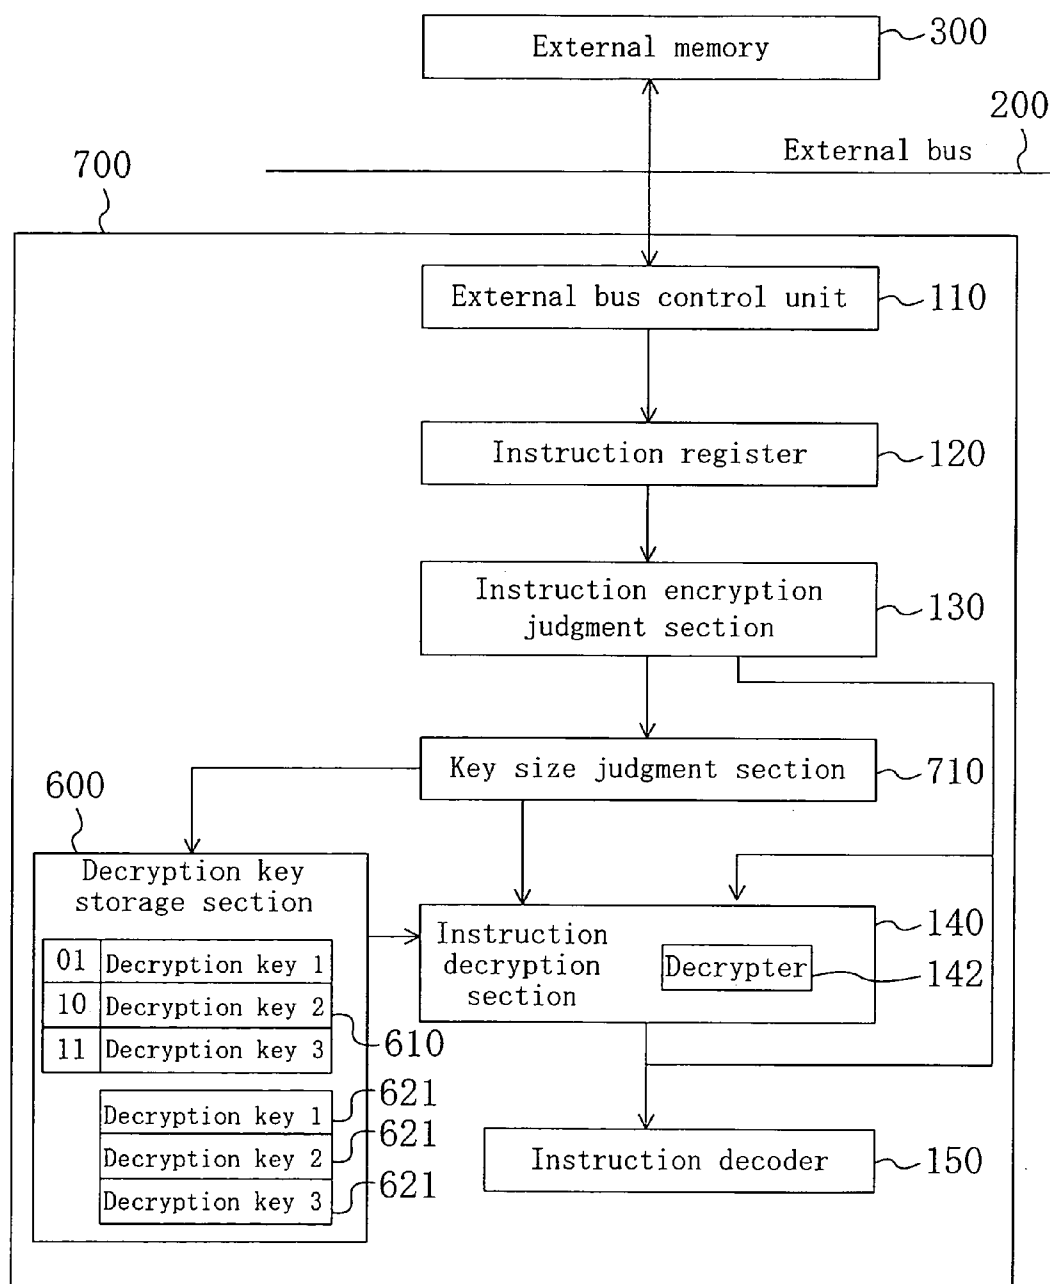 External memory
300
200
External bus
700
External bus control unit
110
Instruction register
120
Instruction encryption
judgment section
130
Key size judgment section
710
600
Decryption key
storage section
01 Decryption key 1
10 Decryption key 2
11 Decryption key 3
610
Decryption key 1
621
Decryption key 2
621
Decryption key 3
621
Instruction
decryption
section
Decrypter
140
142
Instruction decoder
150